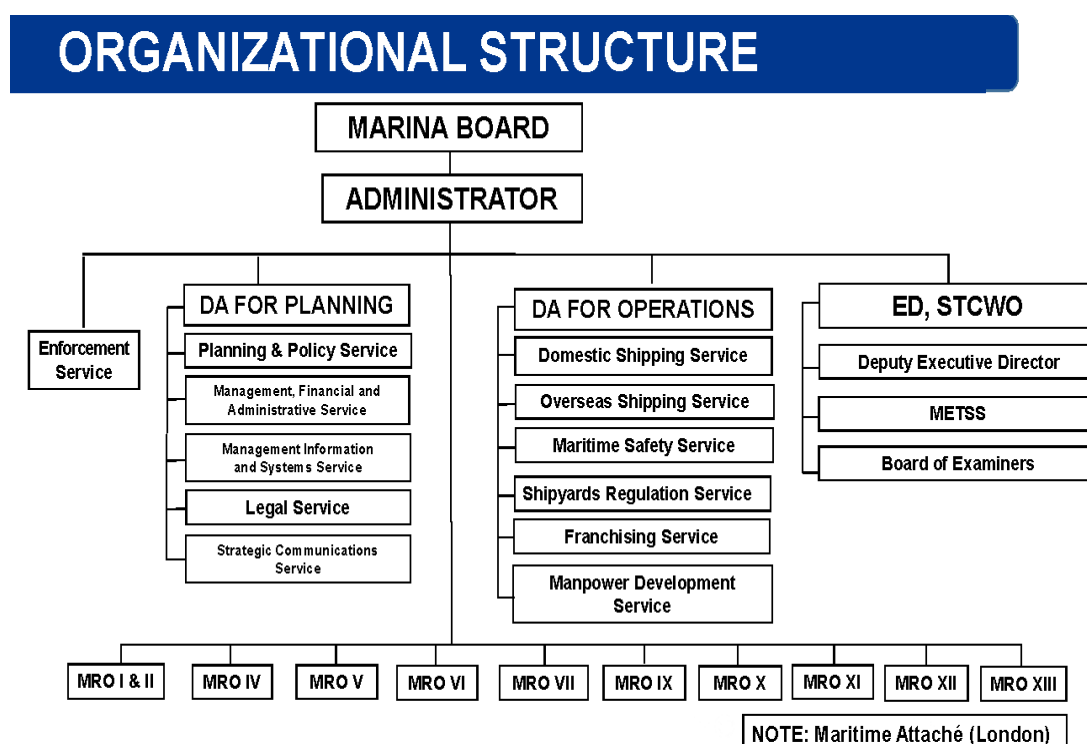 ORGANIZATIONAL STRUCTURE
MARINA BOARD
ADMINISTRATOR
Enforcement
Service
DA FOR PLANNING
Planning & Policy Service
Management, Financial and
Administrative Service
Management Information
and Systems Service
Legal Service
Strategic Communications
Service
DA FOR OPERATIONS
Domestic Shipping Service
Overseas Shipping Service
Maritime Safety Service
Shipyards Regulation Service
Franchising Service
Manpower Development
Service
ED, STCWO
Deputy Executive Director
METSS
Board of Examiners
MRO I & II
MRO IV
MRO V
MRO VI
MRO VII
MRO IX
MRO X
MRO XI
MRO XII
MRO XIII
NOTE: Maritime Attaché (London)